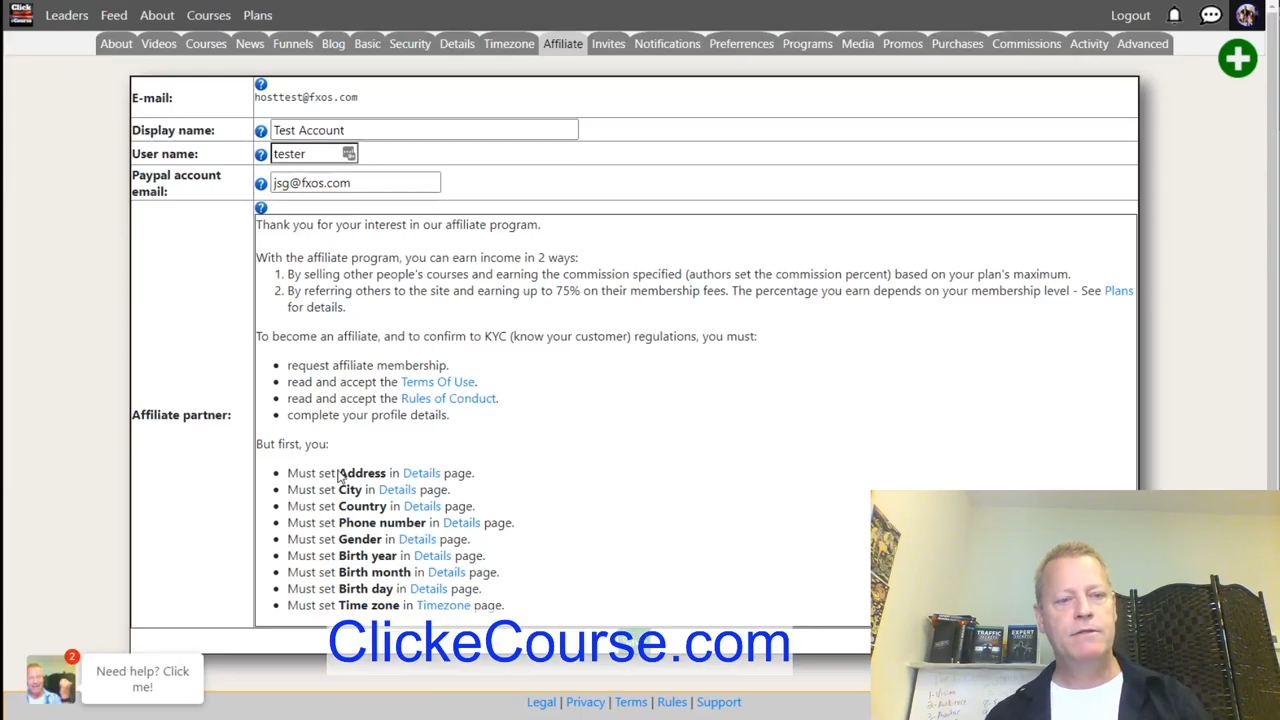 Click
eCourse
Leaders Feed About Courses Plans
Logout
About Videos Courses News Funnels Blog Basic Security Details Timezone Affiliate Invites Notifications Preferences Programs Media Promos Purchases Commissions Activity Advanced
E-mail:
hosttest@fxos.com
Display name:
Test Account
User name:
tester
Paypal account
email:
jsg@fxos.com
Affiliate partner:
Thank you for your interest in our affiliate program.
With the affiliate program, you can earn income in 2 ways:
1. By selling other people's courses and earning the commission specified (authors set the commission percent) based on your plan's maximum.
2. By referring others to the site and earning up to 75% on their membership fees. The percentage you earn depends on your membership level - See Plans
for details.
To become an affiliate, and to confirm to KYC (know your customer) regulations, you must:
• request affiliate membership.
• read and accept the Terms Of Use.
• read and accept the Rules of Conduct.
• complete your profile details.
But first, you:
• Must set Address in Details page.
• Must set City in Details page.
• Must set Country in Details page.
• Must set Phone number in Details page.
• Must set Gender in Details page.
• Must set Birth year in Details page.
• Must set Birth month in Details page.
• Must set Birth day in Details page.
• Must set Time zone in Timezone page.
ClickeCourse.com
2
Need help? Click
me!
Legal | Privacy | Terms | Rules | Support
TRAFFIC
SECRETS
EXPERT
SECRETS
1-Vision